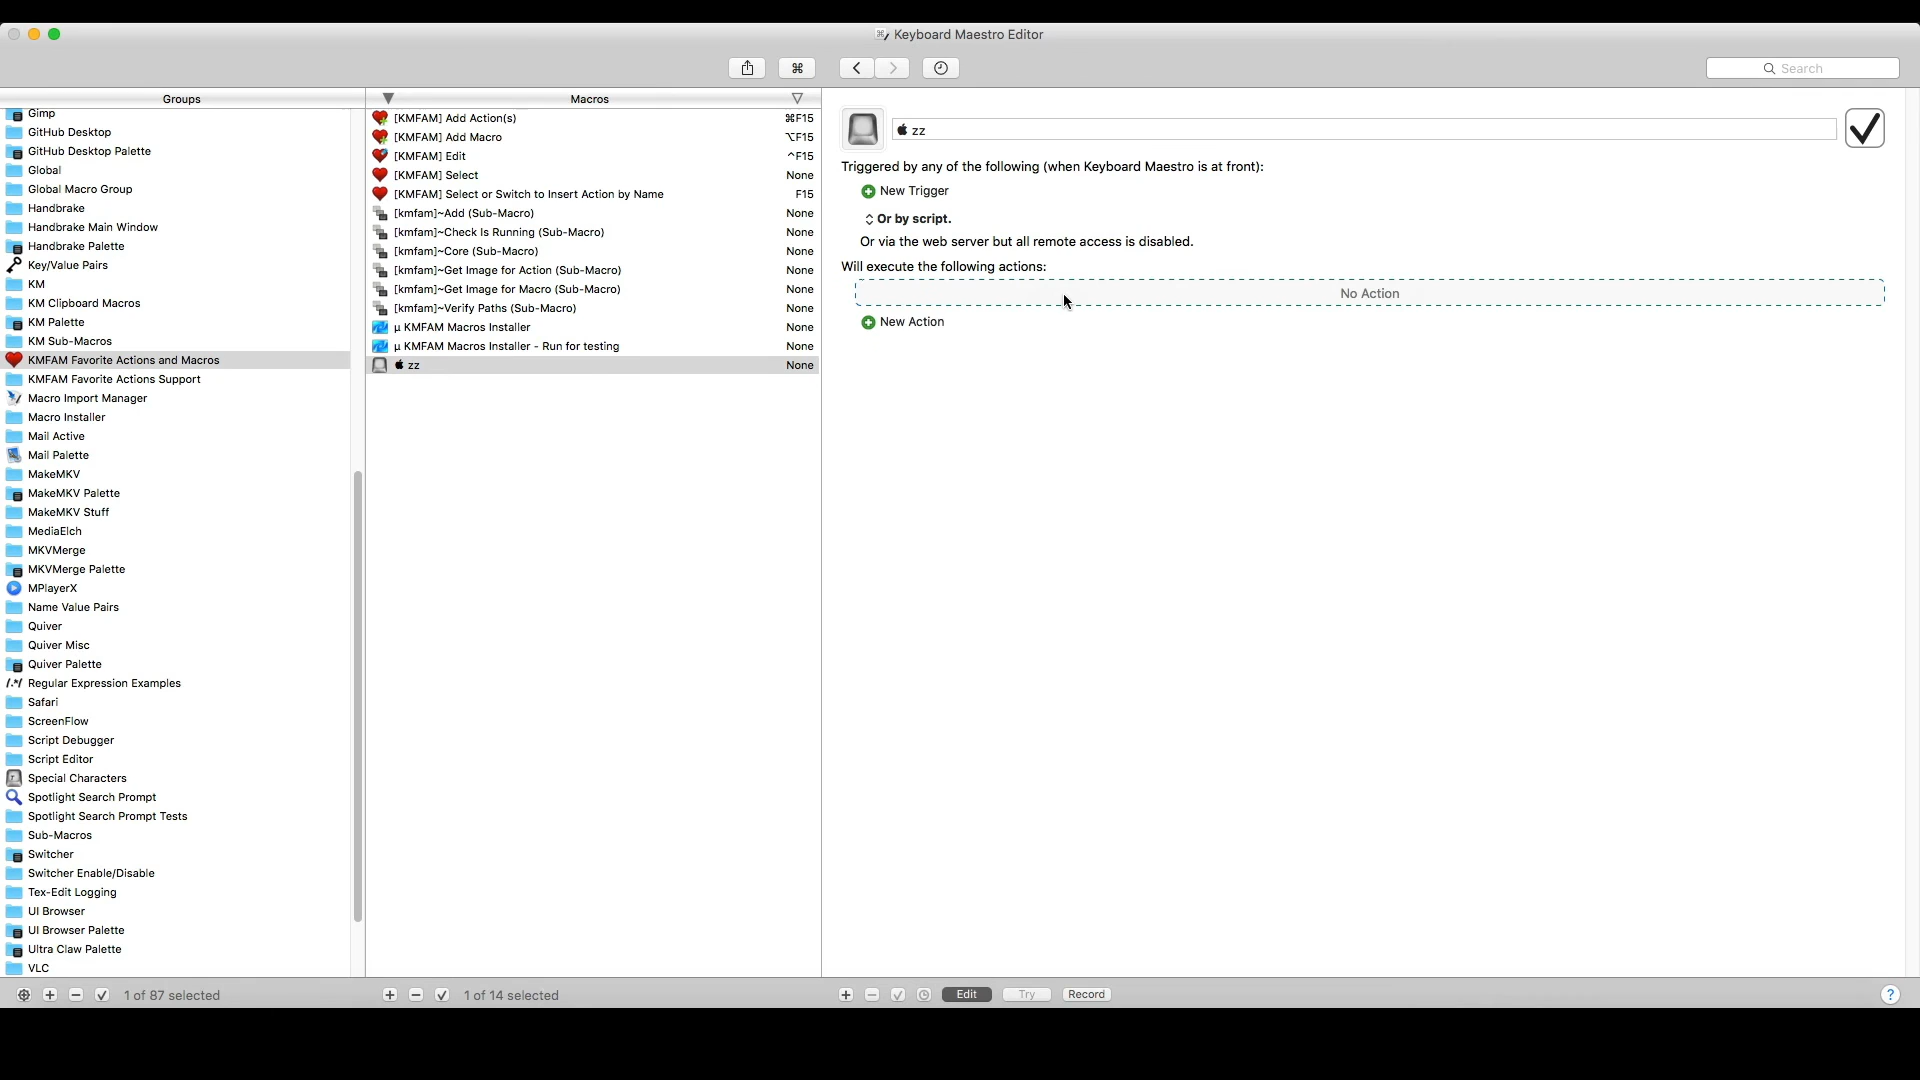 Keyboard Maestro Editor
⌘
Search
Groups
Gimp
GitHub Desktop
GitHub Desktop Palette
Global
Global Macro Group
Handbrake
Handbrake Main Window
Handbrake Palette
Key/Value Pairs
KM
KM Clipboard Macros
KM Palette
KM Sub-Macros
KMFAM Favorite Actions and Macros
KMFAM Favorite Actions Support
Macro Import Manager
Macro Installer
Mail Active
Mail Palette
MakeMKV
MakeMKV Palette
MakeMKV Stuff
MediaElch
MKVMerge
MKVMerge Palette
MPlayerX
Name Value Pairs
Quiver
Quiver Misc
Quiver Palette
/.*/ Regular Expression Examples
Safari
ScreenFlow
Script Debugger
Script Editor
Special Characters
Spotlight Search Prompt
Spotlight Search Prompt Tests
Sub-Macros
Switcher
Switcher Enable/Disable
Tex-Edit Logging
UI Browser
UI Browser Palette
Ultra Claw Palette
VLC
1 of 87 selected
Macros
[KMFAM] Add Action(s) ⌘F15
[KMFAM] Add Macro ⌥F15
[KMFAM] Edit ^F15
[KMFAM] Select None
[KMFAM] Select or Switch to Insert Action by Name F15
[kmfam]~Add (Sub-Macro) None
[kmfam]~Check Is Running (Sub-Macro) None
[kmfam]~Core (Sub-Macro) None
[kmfam]~Get Image for Action (Sub-Macro) None
[kmfam]~Get Image for Macro (Sub-Macro) None
[kmfam]~Verify Paths (Sub-Macro) None
µ KMFAM Macros Installer None
µ KMFAM Macros Installer - Run for testing None
 zz None
1 of 14 selected
 zz
Triggered by any of the following (when Keyboard Maestro is at front):
New Trigger
Or by script.
Or via the web server but all remote access is disabled.
Will execute the following actions:
No Action
New Action
Edit Try Record ?